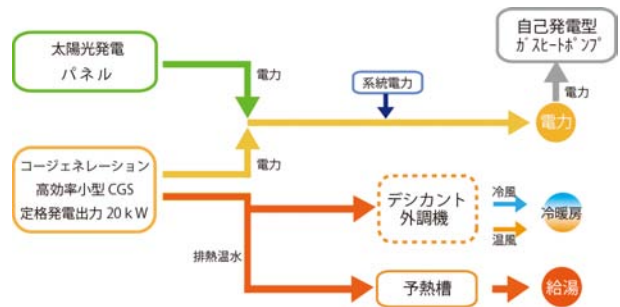 自己発電型
ガスヒートポンプ
太陽光発電
パネル
電力
系統電力
電力
電力
コージェネレーション
高効率小型 CGS
定格発電出力 20ｋW
電力
デシカント
外調機
冷風
温風
冷暖房
排熱温水
予熱槽
給湯